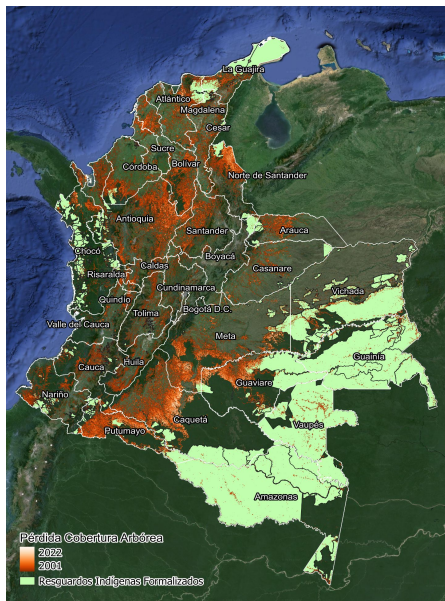 La Guajira
Atlántico
Magdalena
Cesar
Sucre
Córdoba
Bolívar
Norte de Santander
Antioquia
Santander
Arauca
Chocó
Boyacá
Risaralda
Caldas
Casanare
Cundinamarca
Vichada
Quindío
Bogotá D.C.
Valle del Cauca
Tolima
Meta
Guainía
Huila
Cauca
Guaviare
Nariño
Caquetá
Vaupés
Putumayo
Amazonas
Pérdida Cobertura Arbórea
2022
2001
Resguardos Indígenas Formalizados